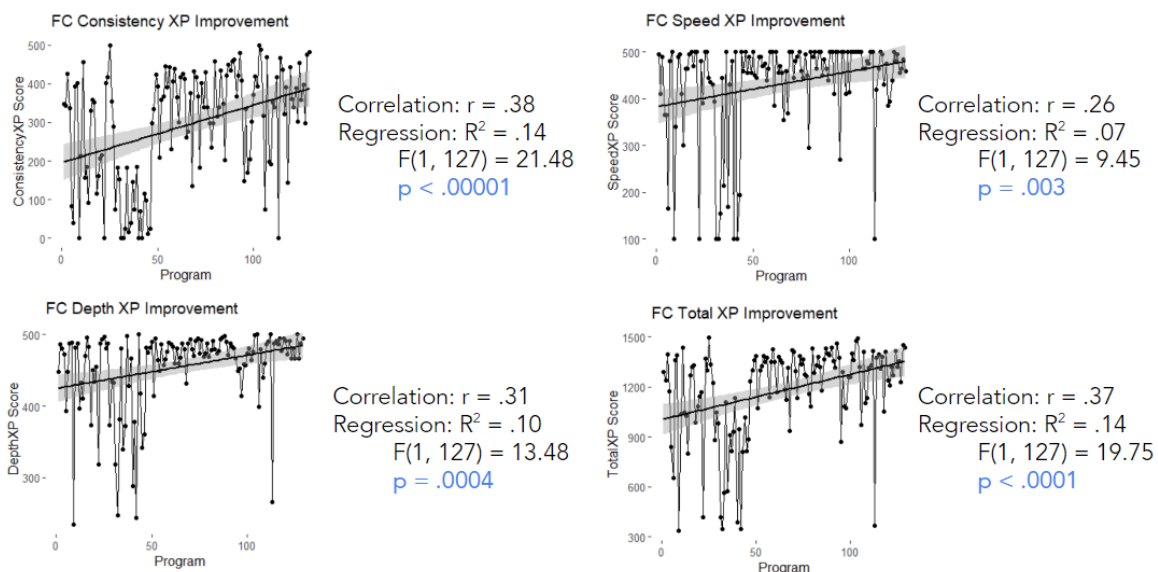 FC Consistency XP Improvement
500
400
300
200
100
0
ConsistencyXP Score
0
50
100
Program
Correlation: r = .38
Regression: R² = .14
F(1, 127) = 21.48
p < .00001
FC Speed XP Improvement
500
400
300
200
100
SpeedXP Score
0
50
100
Program
Correlation: r = .26
Regression: R² = .07
F(1, 127) = 9.45
p = .003
FC Depth XP Improvement
500
400
300
DepthXP Score
0
50
100
Program
Correlation: r = .31
Regression: R² = .10
F(1, 127) = 13.48
p = .0004
FC Total XP Improvement
1500
1200
900
600
300
TotalXP Score
0
50
100
Program
Correlation: r = .37
Regression: R² = .14
F(1, 127) = 19.75
p < .0001